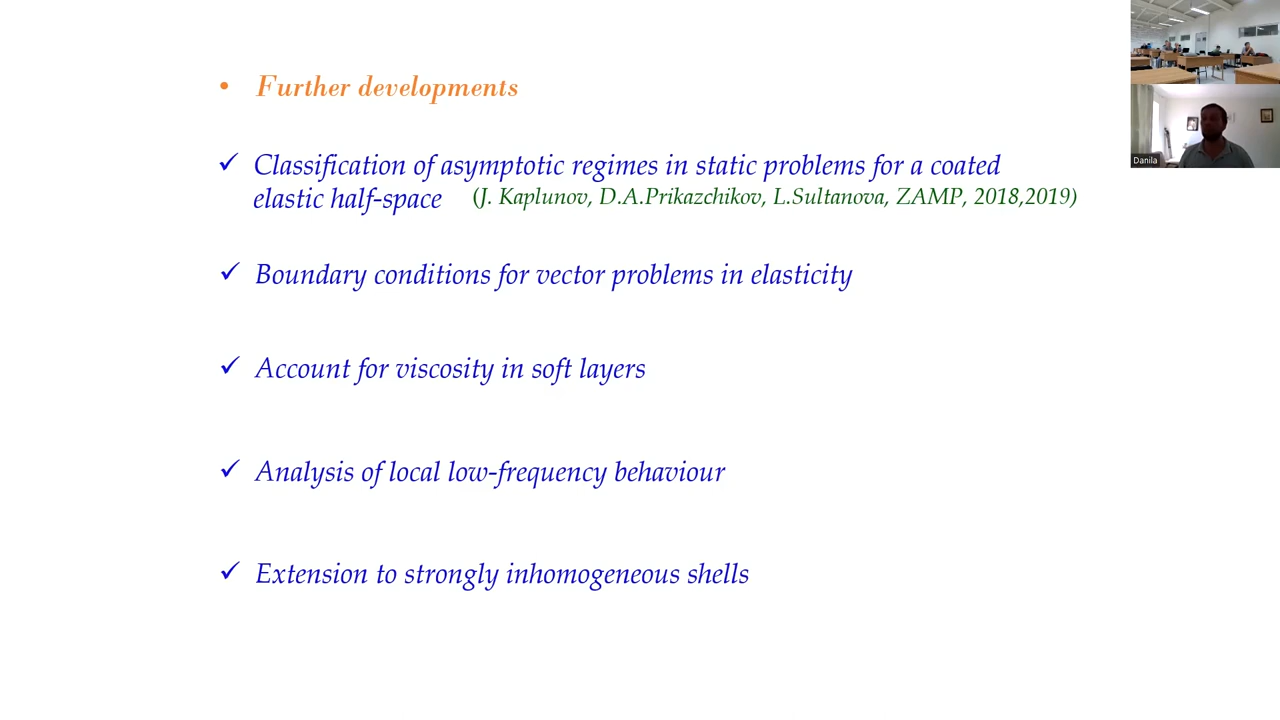 • Further developments
✓ Classification of asymptotic regimes in static problems for a coated
elastic half-space (J. Kaplunov, D.A.Prikazchikov, L.Sultanova, ZAMP, 2018,2019)
✓ Boundary conditions for vector problems in elasticity
✓ Account for viscosity in soft layers
✓ Analysis of local low-frequency behaviour
✓ Extension to strongly inhomogeneous shells
Danila